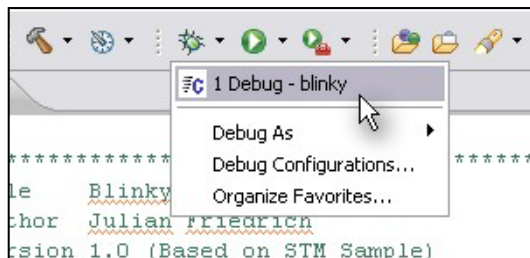 1 Debug - blinky
Debug As
Debug Configurations...
Organize Favorites...
************* *****
le Blinky
thor Julian Friedrich
rsion 1.0 (Based on STM Sample)